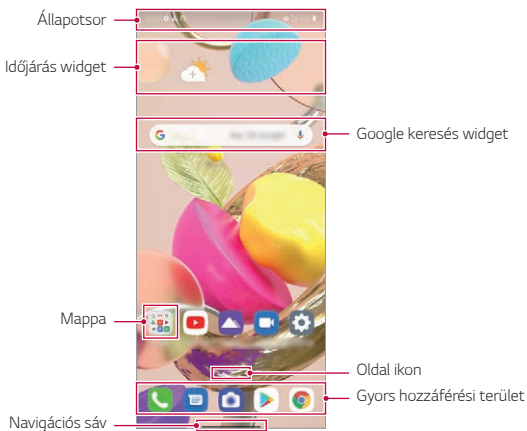 Állapotsor
Időjárás widget
Google keresés widget
Mappa
Oldal ikon
Gyors hozzáférési terület
Navigációs sáv